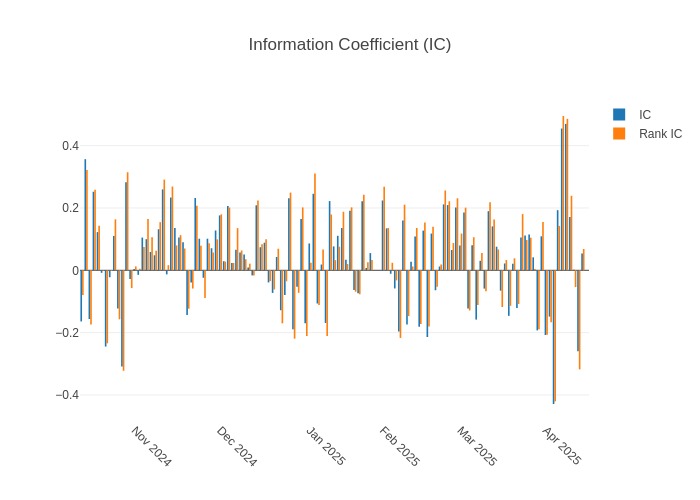 Information Coefficient (IC)
IC
Rank IC
0.4
0.2
0
−0.2
−0.4
Nov 2024
Dec 2024
Jan 2025
Feb 2025
Mar 2025
Apr 2025